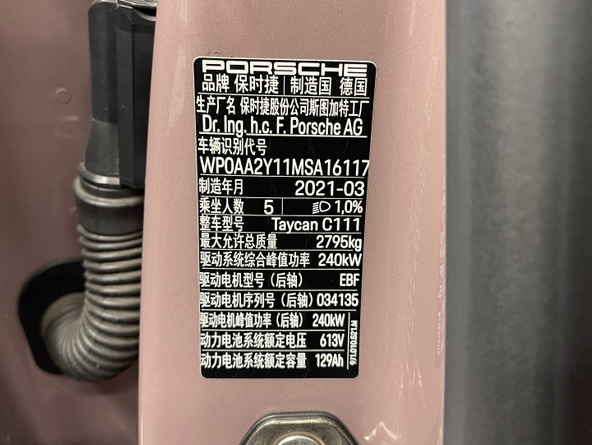 PORSCHE
品牌 保时捷 制造国 德国
生产厂名 保时捷股份公司斯图加特工厂
Dr. Ing. h.c. F. Porsche AG
车辆识别代号
WP0AA2Y11MSA16117
制造年月 2021-03
乘坐人数 5 1,0%
整车型号 Taycan C111
最大允许总质量 2795kg
驱动系统综合峰值功率 240kW
驱动电机型号（后轴） EBF
驱动电机序列号（后轴） 034135
驱动电机峰值功率（后轴） 240kW
动力电池系统额定电压 613V
动力电池系统额定容量 129Ah